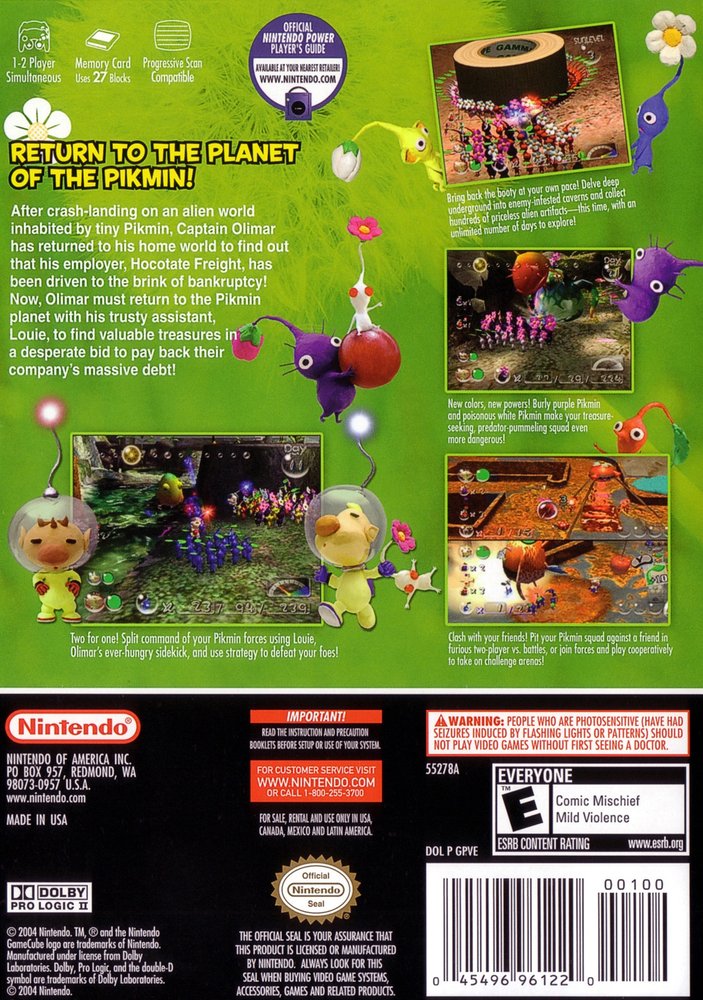 1-2 Player
Simultaneous
Memory Card
Uses 27 Blocks
Progressive Scan
Compatible
OFFICIAL
NINTENDO POWER
PLAYER'S GUIDE
AVAILABLE AT YOUR NEAREST RETAILER!
WWW.NINTENDO.COM
RETURN TO THE PLANET
OF THE PIKMIN!
After crash-landing on an alien world
inhabited by tiny Pikmin, Captain Olimar
has returned to his home world to find out
that his employer, Hocotate Freight, has
been driven to the brink of bankruptcy!
Now, Olimar must return to the Pikmin
planet with his trusty assistant,
Louie, to find valuable treasures in
a desperate bid to pay back their
company's massive debt!
SUBLEVEL
3
Bring back the booty at your own pace! Delve deep
underground into enemy-infested caverns and collect
hundreds of priceless alien artifacts—this time, with an
unlimited number of days to explore!
Day
New colors, new powers! Burly purple Pikmin
and poisonous white Pikmin make your treasure-
seeking, predator-pummeling squad even
more dangerous!
Day
11
Two for one! Split command of your Pikmin forces using Louie,
Olimar's ever-hungry sidekick, and use strategy to defeat your foes!
Clash with your friends! Pit your Pikmin squad against a friend in
furious two-player vs. battles, or join forces and play cooperatively
to take on challenge arenas!
Nintendo®
NINTENDO OF AMERICA INC.
PO BOX 957, REDMOND, WA
98073-0957 U.S.A.
www.nintendo.com
MADE IN USA
DOLBY
PRO LOGIC II
© 2004 Nintendo. TM, ® and the Nintendo
GameCube logo are trademarks of Nintendo.
Manufactured under license from Dolby
Laboratories. Dolby, Pro Logic, and the double-D
symbol are trademarks of Dolby Laboratories.
© 2004 Nintendo.
IMPORTANT!
READ THE INSTRUCTION AND PRECAUTION
BOOKLETS BEFORE SETUP OR USE OF YOUR SYSTEM.
FOR CUSTOMER SERVICE VISIT
WWW.NINTENDO.COM
OR CALL 1-800-255-3700
FOR SALE, RENTAL AND USE ONLY IN USA,
CANADA, MEXICO AND LATIN AMERICA.
Official
Nintendo
Seal
THE OFFICIAL SEAL IS YOUR ASSURANCE THAT
THIS PRODUCT IS LICENSED OR MANUFACTURED
BY NINTENDO. ALWAYS LOOK FOR THIS
SEAL WHEN BUYING VIDEO GAME SYSTEMS,
ACCESSORIES, GAMES AND RELATED PRODUCTS.
WARNING: PEOPLE WHO ARE PHOTOSENSITIVE (HAVE HAD
SEIZURES INDUCED BY FLASHING LIGHTS OR PATTERNS) SHOULD
NOT PLAY VIDEO GAMES WITHOUT FIRST SEEING A DOCTOR.
55278A
DOL P GPVE
EVERYONE
TM
E
Comic Mischief
Mild Violence
ESRB CONTENT RATING www.esrb.org
00100
0 45496 96122 0